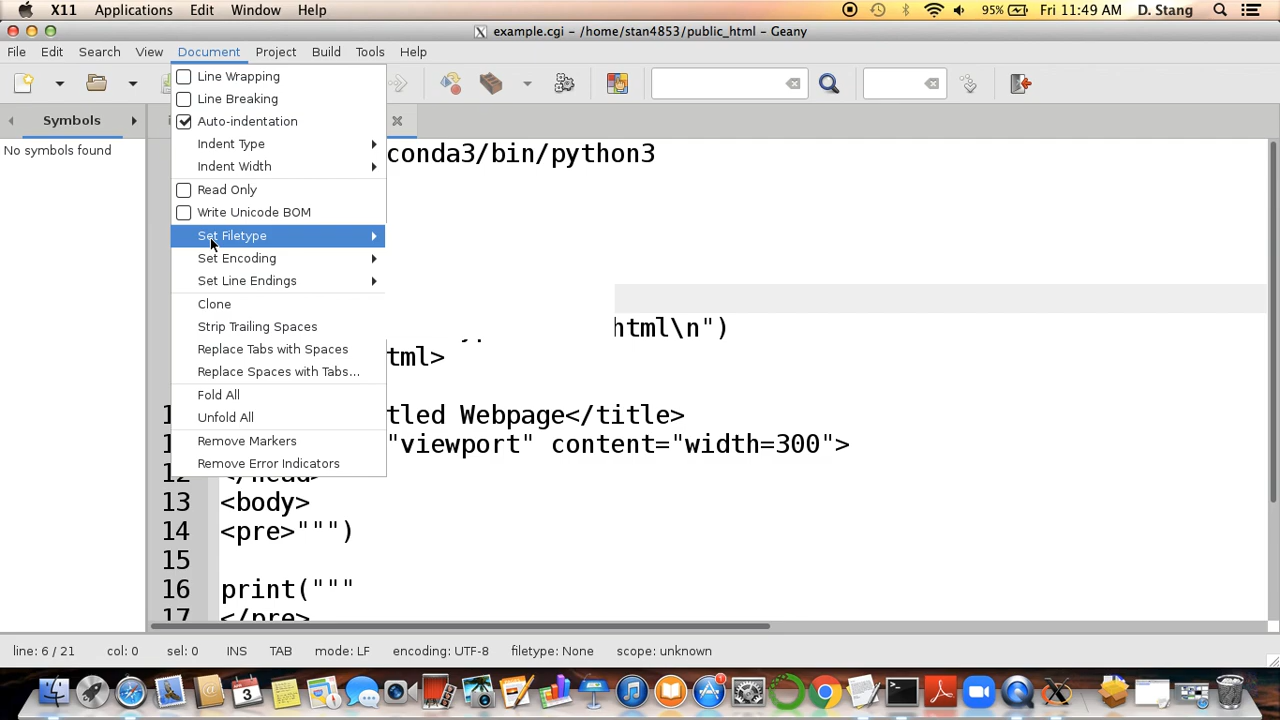 X11 Applications Edit Window Help 95% Fri 11:49 AM D. Stang
example.cgi – /home/stan4853/public_html – Geany
File Edit Search View Document Project Build Tools Help
Line Wrapping
Line Breaking
Auto-indentation
Indent Type
Indent Width
Read Only
Write Unicode BOM
Set Filetype
Set Encoding
Set Line Endings
Clone
Strip Trailing Spaces
Replace Tabs with Spaces
Replace Spaces with Tabs...
Fold All
Unfold All
Remove Markers
Remove Error Indicators
Symbols
No symbols found
conda3/bin/python3
html\n")
tml>
tled Webpage</title>
"viewport" content="width=300">
12 </head>
13 <body>
14 <pre>""")
15
16 print("""
17 </pre>
line: 6 / 21 col: 0 sel: 0 INS TAB mode: LF encoding: UTF-8 filetype: None scope: unknown